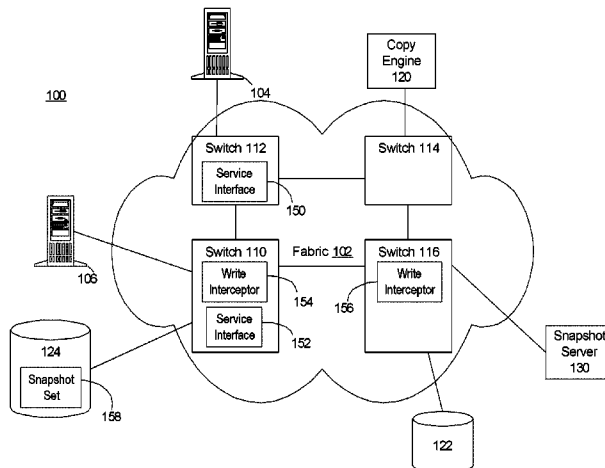 100
104
Copy
Engine
120
Switch 112
Service
Interface
150
Switch 114
106
Switch 110
Write
Interceptor
154
Service
Interface
152
Fabric 102
Switch 116
Write
Interceptor
156
124
Snapshot
Set
158
Snapshot
Server
130
122